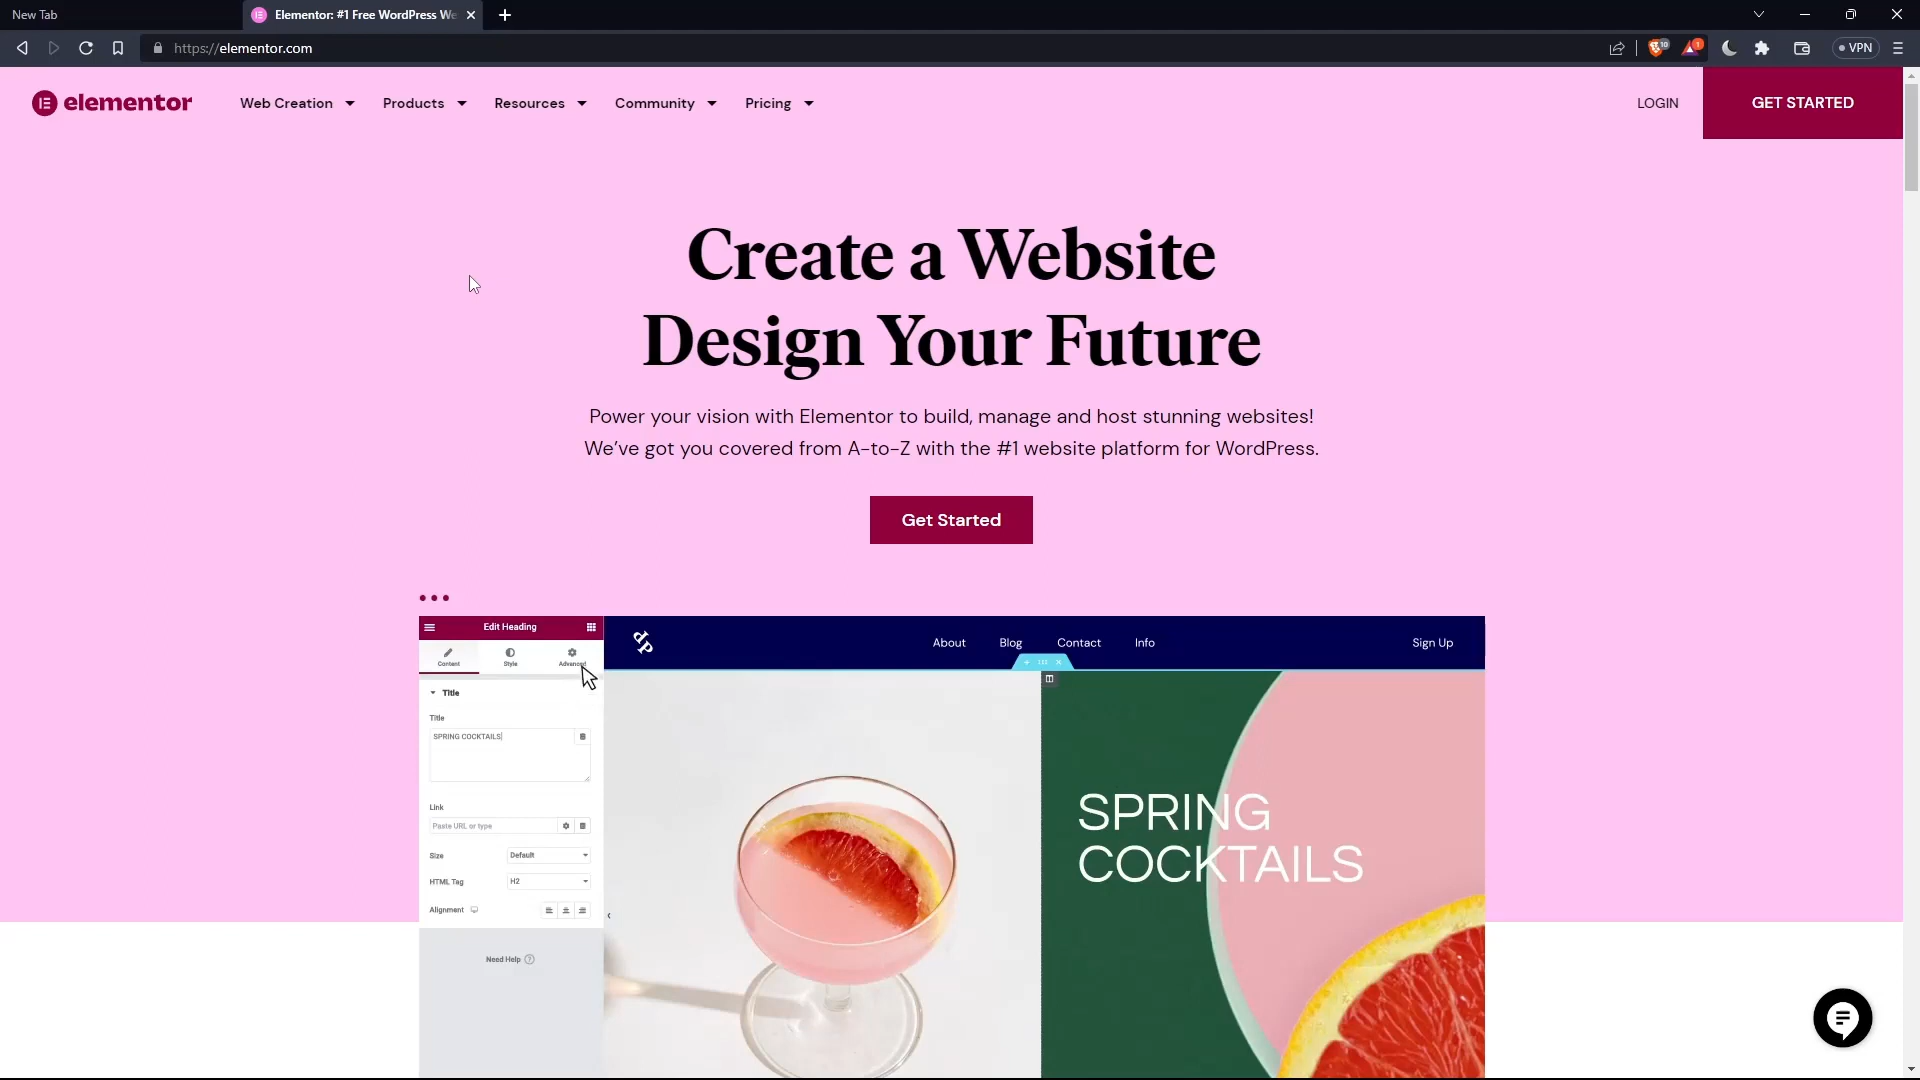 New Tab
Elementor: #1 Free WordPress We
https://elementor.com
10
1
VPN
elementor
Web Creation
Products
Resources
Community
Pricing
LOGIN
GET STARTED
Create a Website
Design Your Future
Power your vision with Elementor to build, manage and host stunning websites!
We've got you covered from A-to-Z with the #1 website platform for WordPress.
Get Started
Edit Heading
Content
Style
Advanced
Title
Title
SPRING COCKTAILS
Link
Paste URL or type
Size
Default
HTML Tag
H2
Alignment
Need Help
About
Blog
Contact
Info
Sign Up
SPRING
COCKTAILS